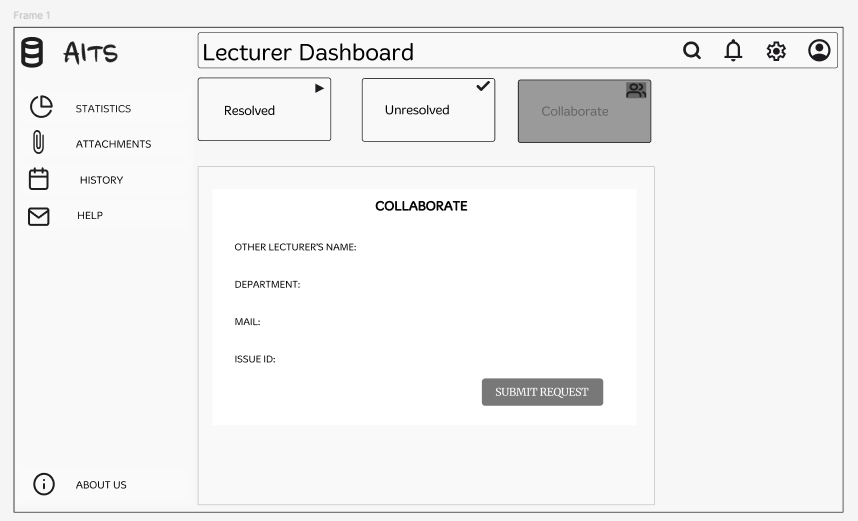 Frame 1
AITS
Lecturer Dashboard
Resolved
Unresolved
Collaborate
STATISTICS
ATTACHMENTS
HISTORY
HELP
COLLABORATE
OTHER LECTURER'S NAME:
DEPARTMENT:
MAIL:
ISSUE ID:
SUBMIT REQUEST
ABOUT US